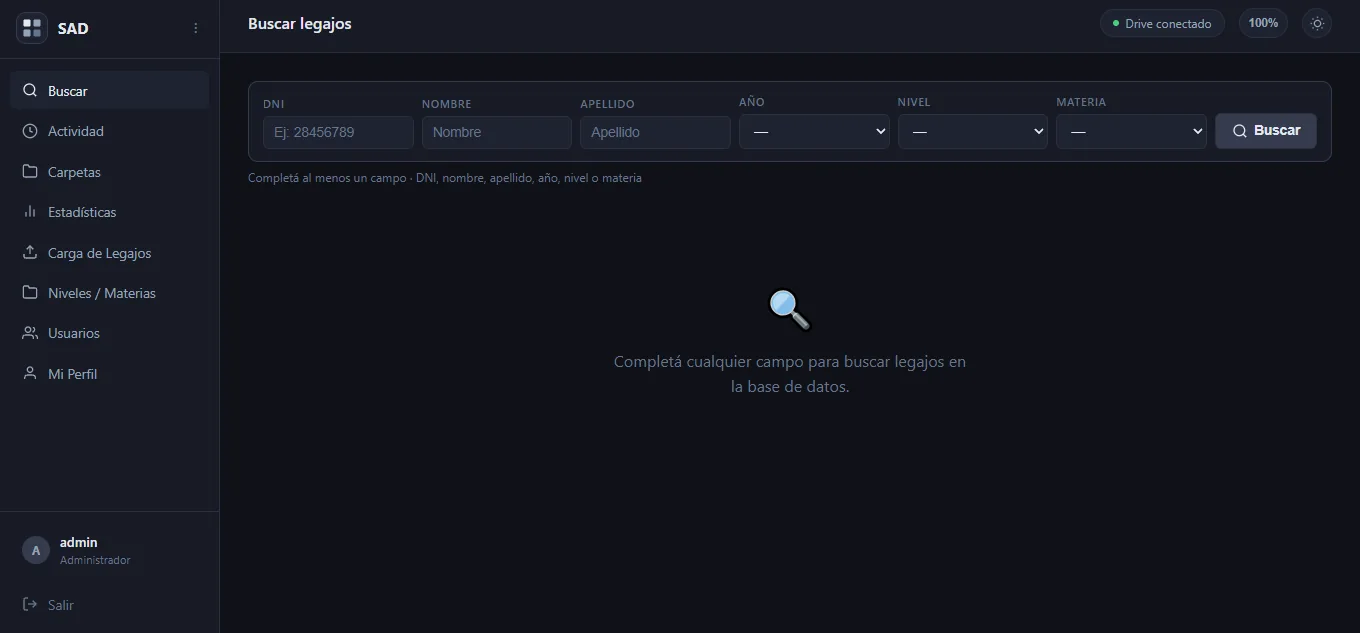 SAD
Buscar legajos
Drive conectado
100%
Buscar
Actividad
Carpetas
Estadísticas
Carga de Legajos
Niveles / Materias
Usuarios
Mi Perfil
DNI
NOMBRE
APELLIDO
AÑO
NIVEL
MATERIA
Ej: 28456789
Nombre
Apellido
—
—
—
Buscar
Completá al menos un campo · DNI, nombre, apellido, año, nivel o materia
Completá cualquier campo para buscar legajos en
la base de datos.
A
admin
Administrador
Salir